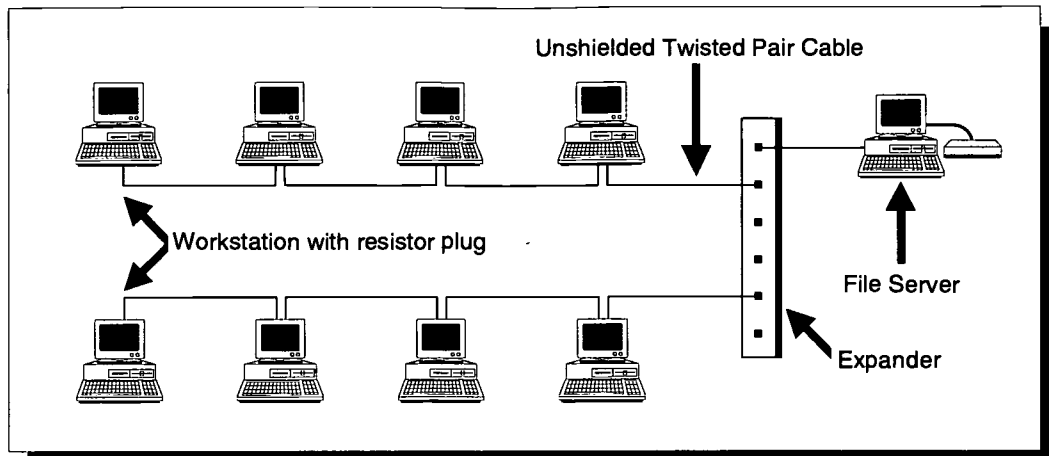 Unshielded Twisted Pair Cable
Workstation with resistor plug
File Server
Expander